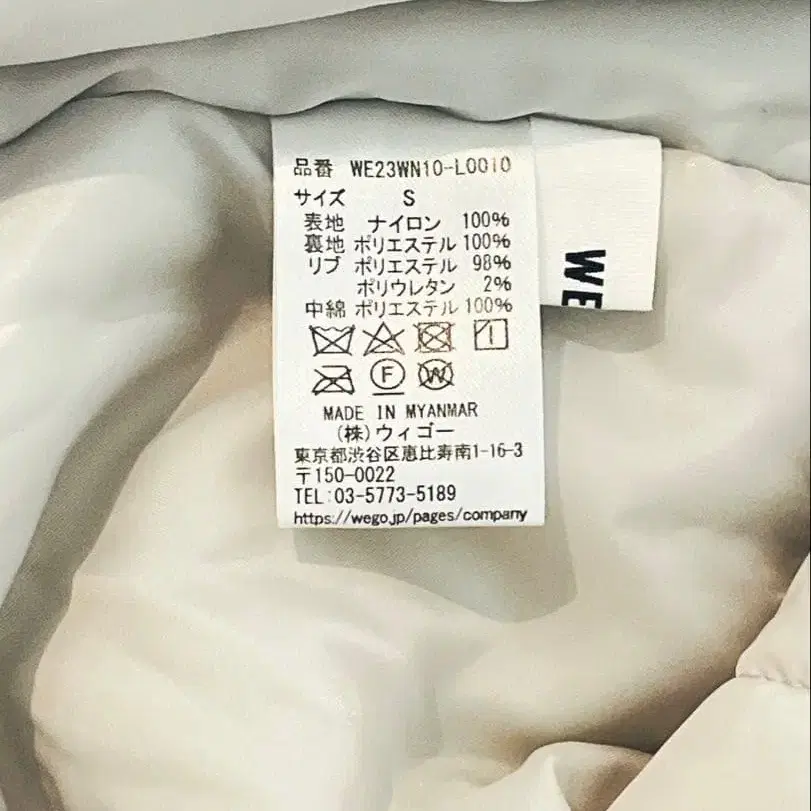 品番 WE23WN10-L0010
サイズ S
表地 ナイロン 100%
裏地 ポリエステル 100%
リブ ポリエステル 98%
ポリウレタン 2%
中綿 ポリエステル 100%
F W
MADE IN MYANMAR
(株)ウィゴー
東京都渋谷区恵比寿南1-16-3
〒150-0022
TEL:03-5773-5189
https://wego.jp/pages/company
WE